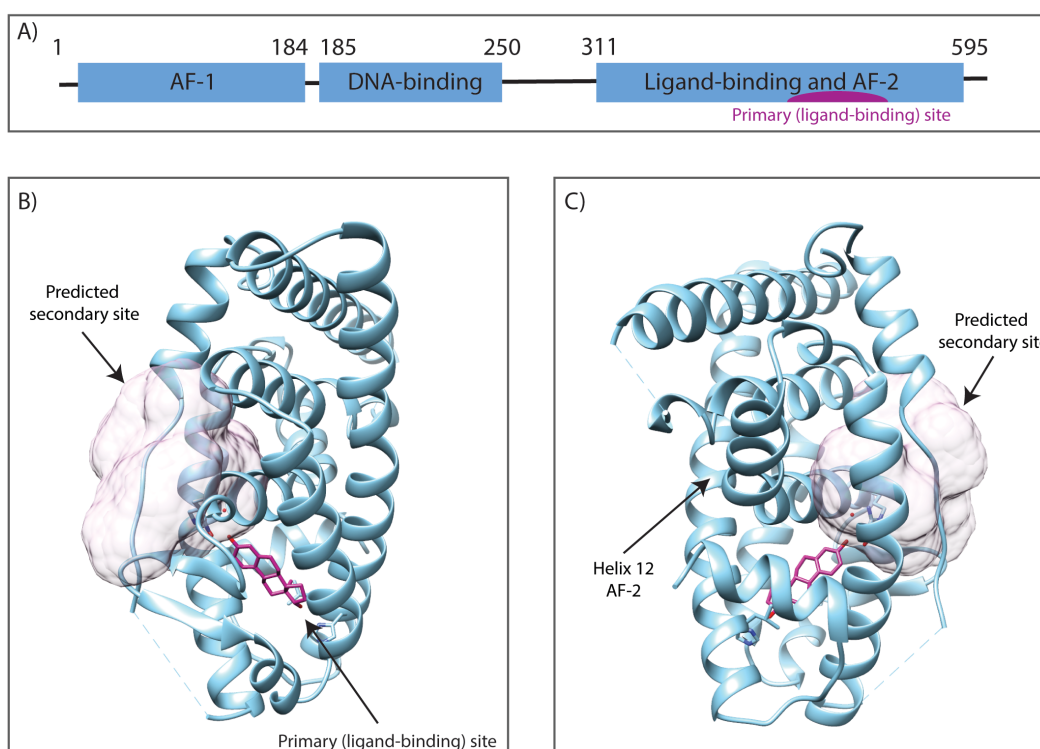 A)
1 184 185 250 311 595
AF-1 DNA-binding Ligand-binding and AF-2
Primary (ligand-binding) site
B)
Predicted
secondary site
Primary (ligand-binding) site
C)
Predicted
secondary sit
Helix 12
AF-2